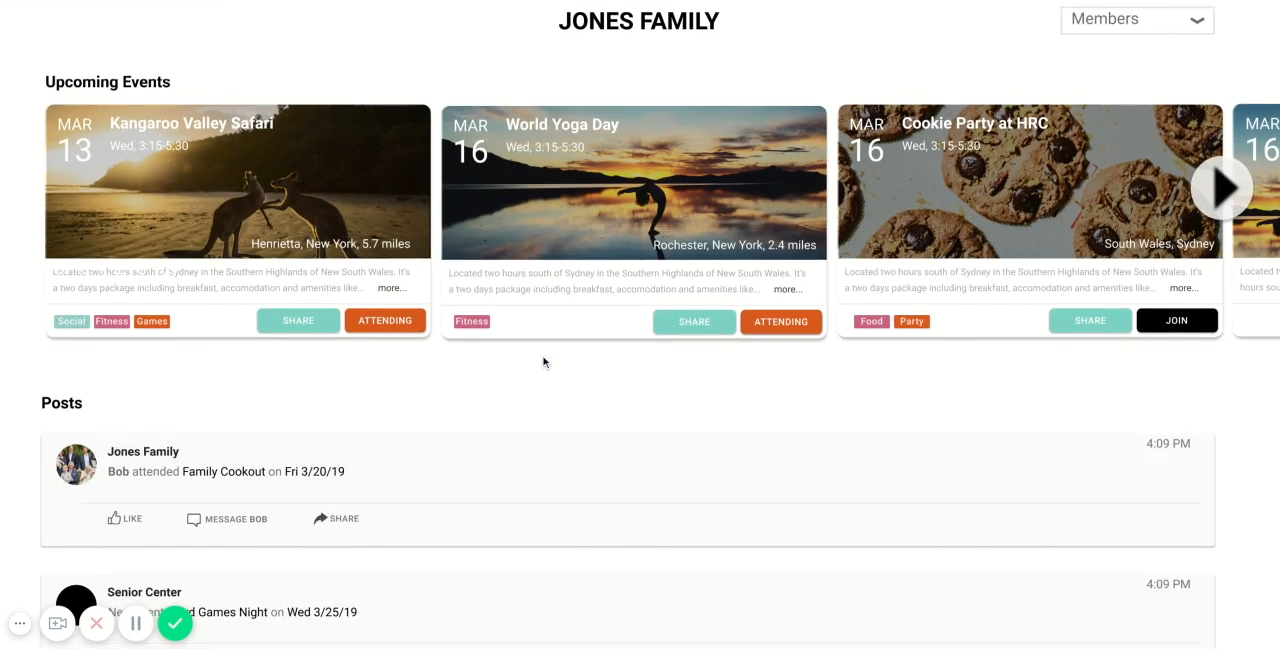 JONES FAMILY
Members
Upcoming Events
MAR
13
Kangaroo Valley Safari
Wed, 3:15-5:30
Henrietta, New York, 5.7 miles
Located two hours south of Sydney in the Southern Highlands of New South Wales. It's
a two days package including breakfast, accomodation and amenities like... more...
Social Fitness Games
SHARE ATTENDING
MAR
16
World Yoga Day
Wed, 3:15-5:30
Rochester, New York, 2.4 miles
Located two hours south of Sydney in the Southern Highlands of New South Wales. It's
a two days package including breakfast, accomodation and amenities like... more...
Fitness
SHARE ATTENDING
MAR
16
Cookie Party at HRC
Wed, 3:15-5:30
South Wales, Sydney
Located two hours south of Sydney in the Southern Highlands of New South Wales. It's
a two days package including breakfast, accomodation and amenities like... more...
Food Party
SHARE JOIN
MAR
16
Located
hours sou
Posts
Jones Family
4:09 PM
Bob attended Family Cookout on Fri 3/20/19
LIKE MESSAGE BOB SHARE
Senior Center
4:09 PM
Games Night on Wed 3/25/19